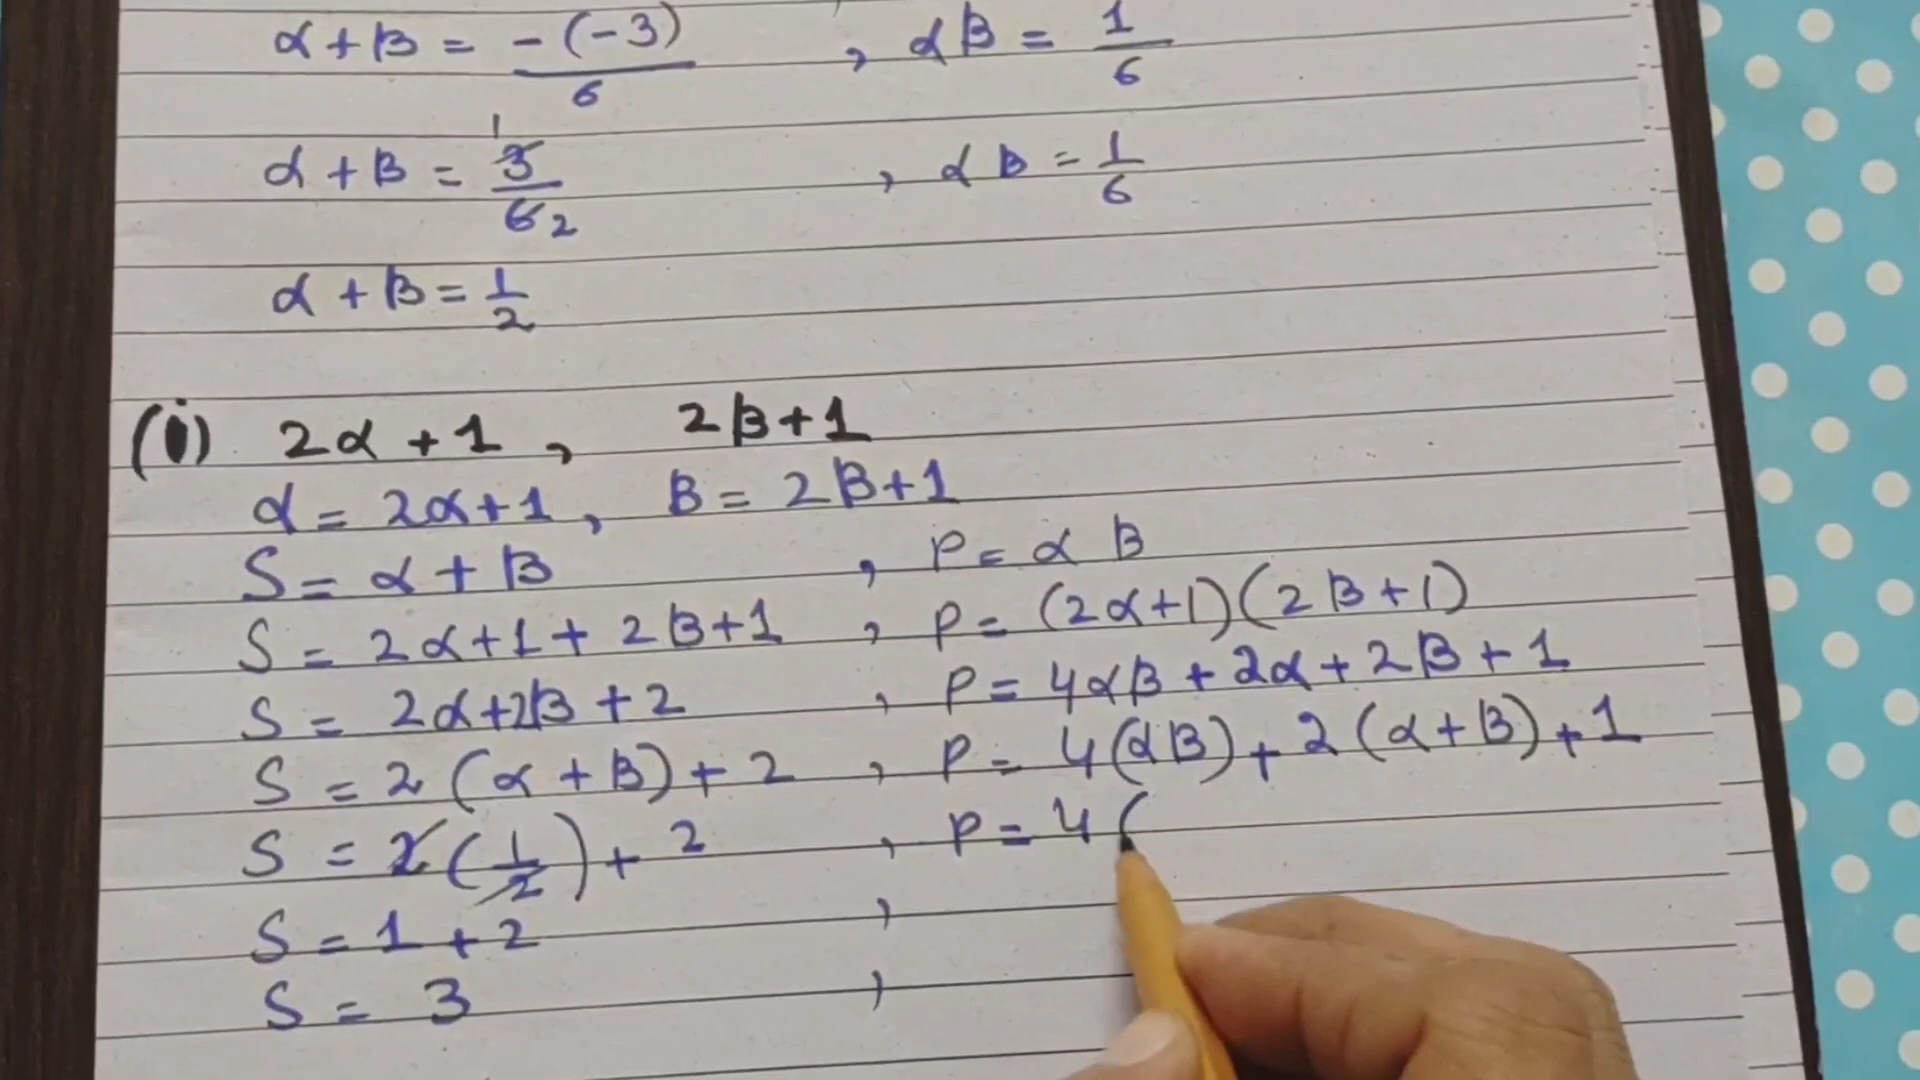 α + β = -(-3)/6 , αβ = 1/6
α + β = 3/6 1 2 , αβ = 1/6
α + β = 1/2
(i) 2α + 1 , 2β + 1
α = 2α+1 , β = 2β+1
S = α + β , P = α β
S = 2α+1 + 2β+1 , P = (2α+1)(2β+1)
S = 2α+2β + 2 , P = 4αβ + 2α + 2β + 1
S = 2 (α + β) + 2 , P = 4(αβ) + 2(α+β) + 1
S = 2(1/2) + 2 , P = 4(
S = 1 + 2 ,
S = 3 ,